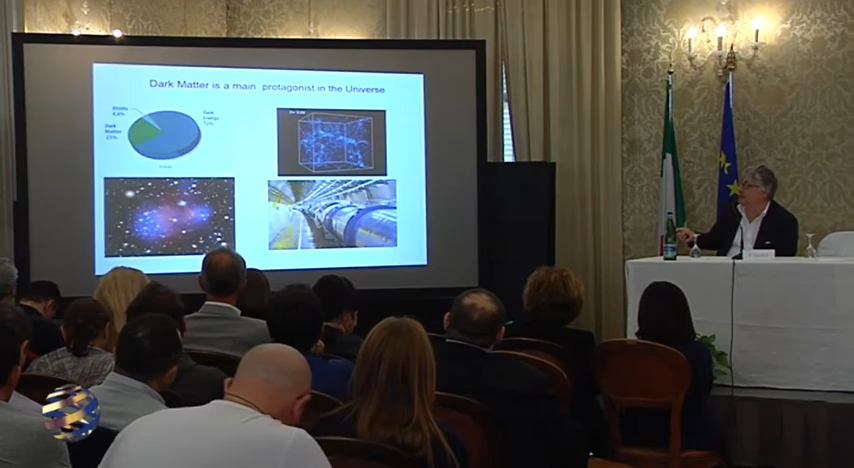 Dark Matter is a main protagonist in the Universe
Atoms
4.6%
Dark
Energy
72%
Dark
Matter
23%